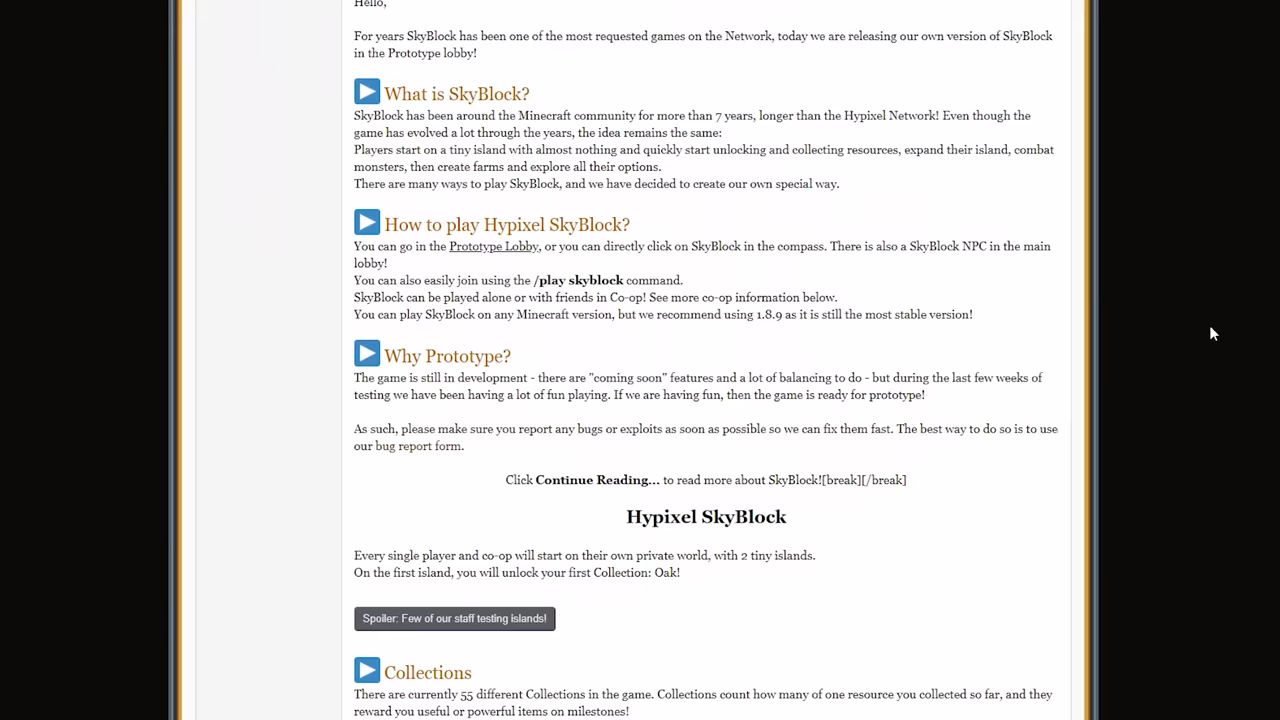 Hello,
For years SkyBlock has been one of the most requested games on the Network, today we are releasing our own version of SkyBlock
in the Prototype lobby!
What is SkyBlock?
SkyBlock has been around the Minecraft community for more than 7 years, longer than the Hypixel Network! Even though the
game has evolved a lot through the years, the idea remains the same:
Players start on a tiny island with almost nothing and quickly start unlocking and collecting resources, expand their island, combat
monsters, then create farms and explore all their options.
There are many ways to play SkyBlock, and we have decided to create our own special way.
How to play Hypixel SkyBlock?
You can go in the Prototype Lobby, or you can directly click on SkyBlock in the compass. There is also a SkyBlock NPC in the main
lobby!
You can also easily join using the /play skyblock command.
SkyBlock can be played alone or with friends in Co-op! See more co-op information below.
You can play SkyBlock on any Minecraft version, but we recommend using 1.8.9 as it is still the most stable version!
Why Prototype?
The game is still in development - there are "coming soon" features and a lot of balancing to do - but during the last few weeks of
testing we have been having a lot of fun playing. If we are having fun, then the game is ready for prototype!
As such, please make sure you report any bugs or exploits as soon as possible so we can fix them fast. The best way to do so is to use
our bug report form.
Click Continue Reading... to read more about SkyBlock![break][/break]
Hypixel SkyBlock
Every single player and co-op will start on their own private world, with 2 tiny islands.
On the first island, you will unlock your first Collection: Oak!
Spoiler: Few of our staff testing islands!
Collections
There are currently 55 different Collections in the game. Collections count how many of one resource you collected so far, and they
reward you useful or powerful items on milestones!